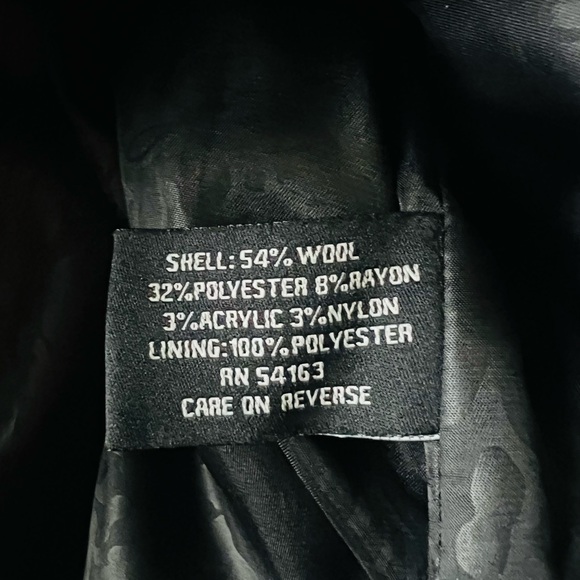 SHELL: 54% WOOL
32%POLYESTER 8%RAYON
3%ACRYLIC 3%NYLON
LINING:100%POLYESTER
RN 54163
CARE ON REVERSE